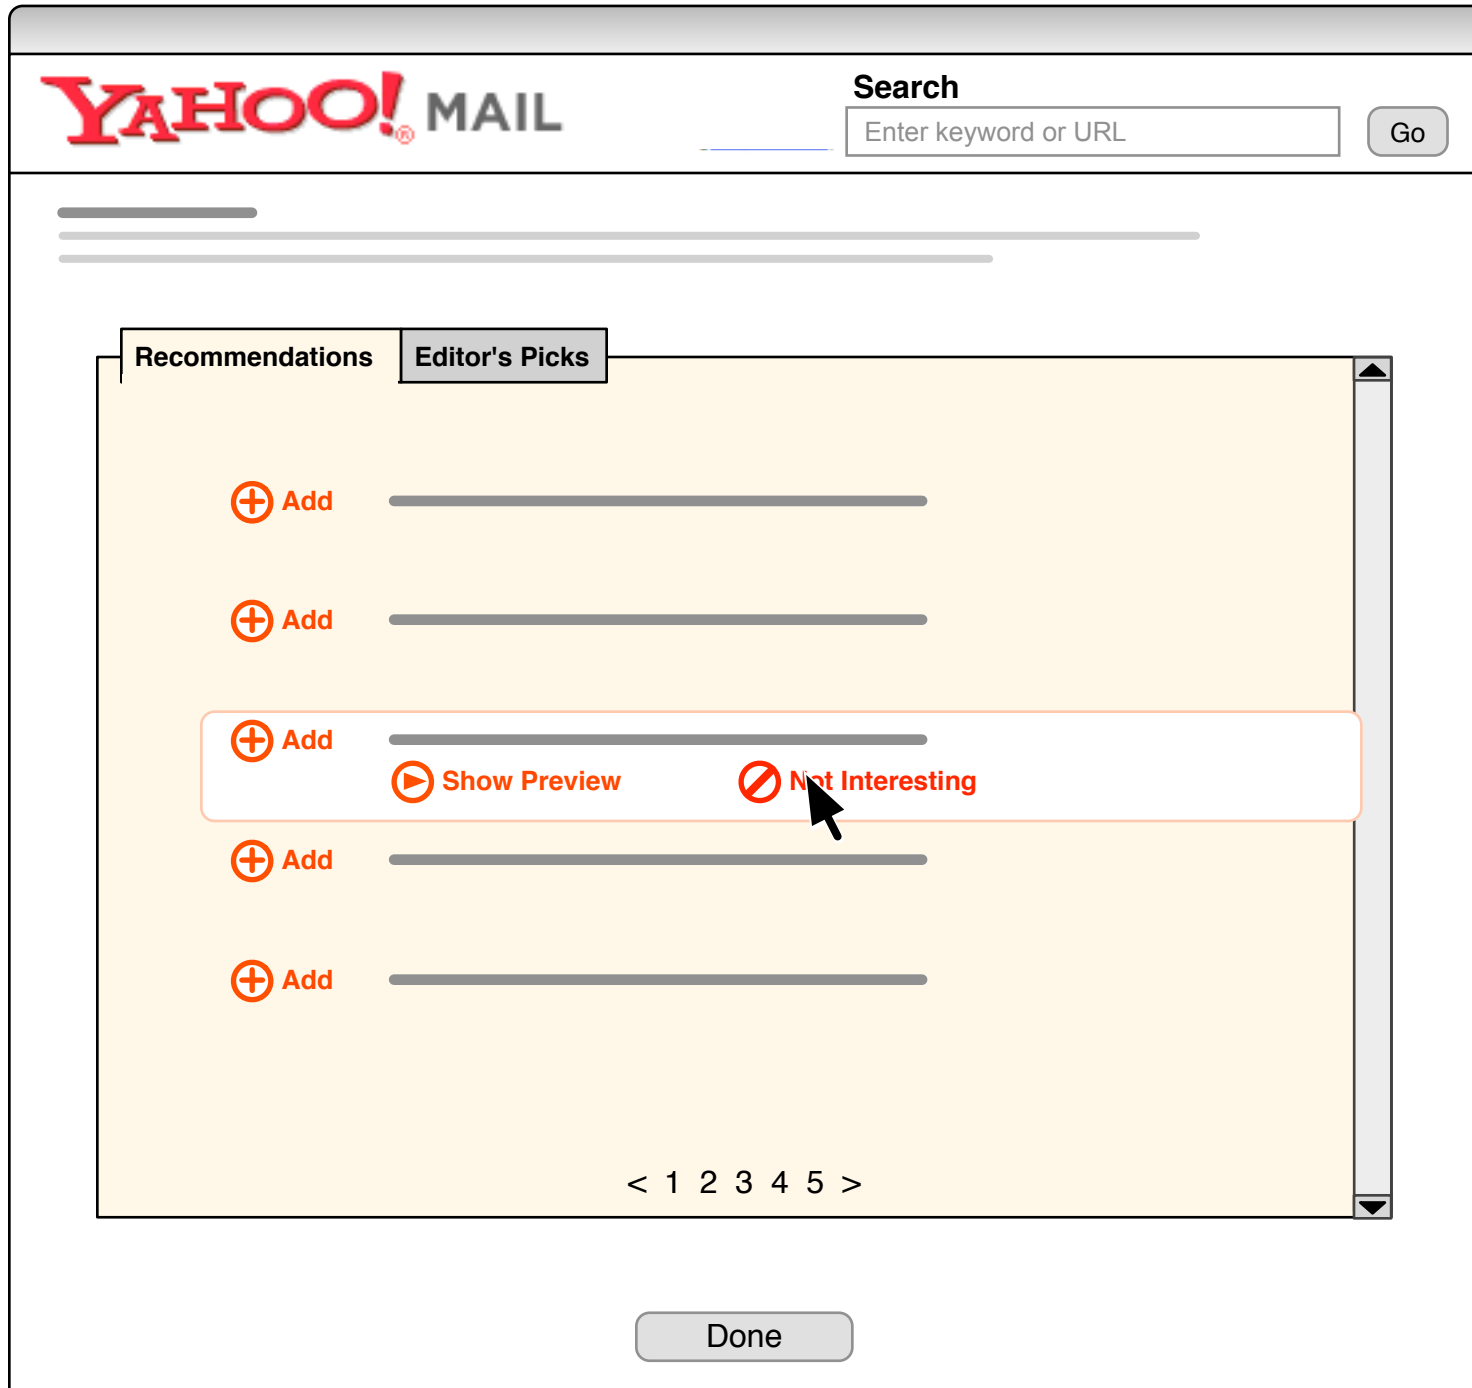 YAHOO!® MAIL
Search
Enter keyword or URL
Go
Recommendations
Editor's Picks
Add
Add
Add
Show Preview
Not Interesting
Add
Add
< 1 2 3 4 5 >
Done